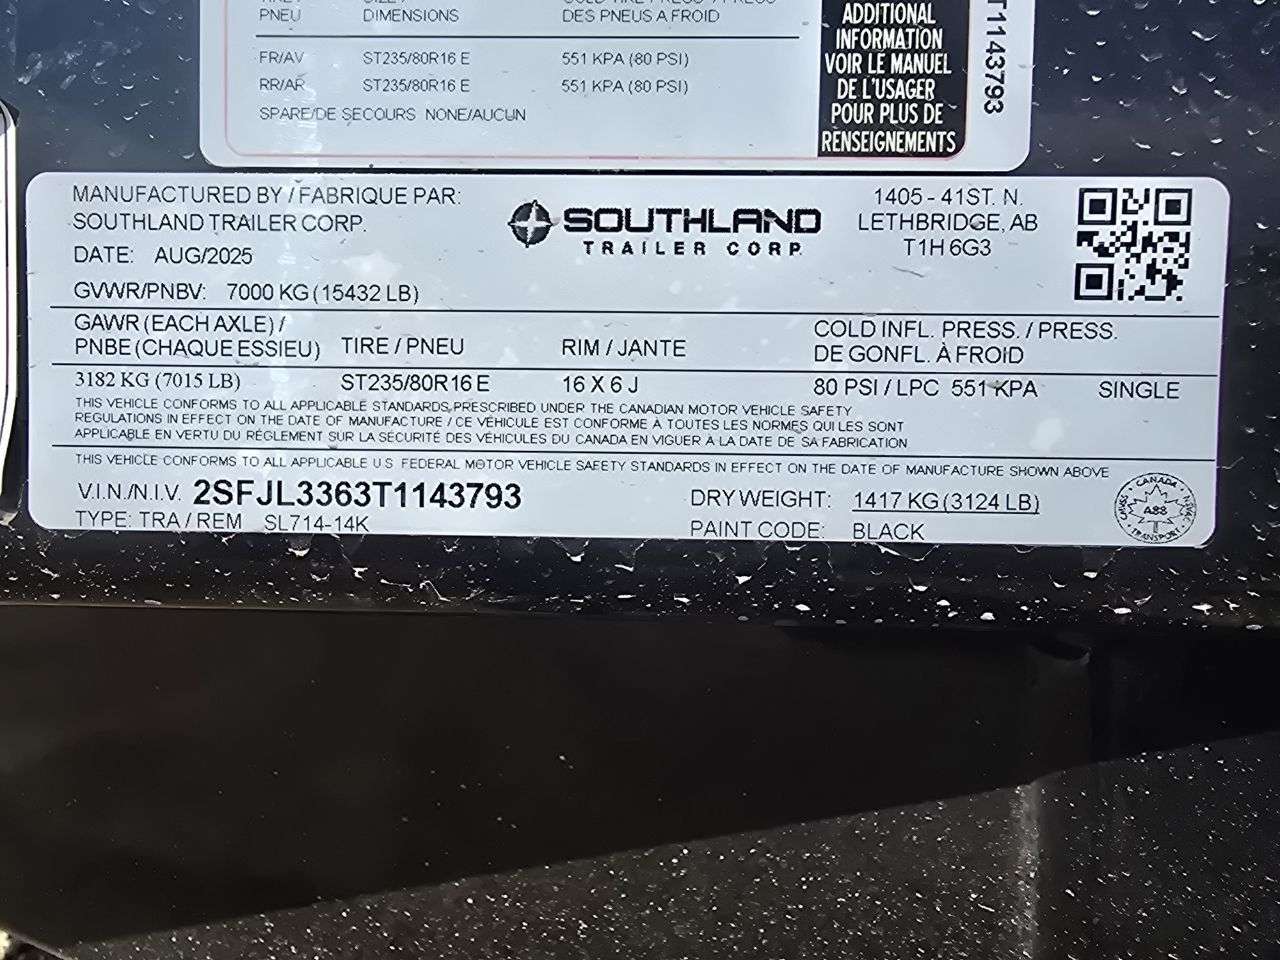 PNEU DIMENSIONS DES PNEUS A FROID
FR/AV ST235/80R16 E 551 KPA (80 PSI)
RR/AR ST235/80R16 E 551 KPA (80 PSI)
SPARE/DE SECOURS NONE/AUCUN
ADDITIONAL
INFORMATION
VOIR LE MANUEL
DE L'USAGER
POUR PLUS DE
RENSEIGNEMENTS
T1143793
MANUFACTURED BY / FABRIQUE PAR:
SOUTHLAND TRAILER CORP.
DATE: AUG/2025
SOUTHLAND
TRAILER CORP.
1405 - 41ST. N.
LETHBRIDGE, AB
T1H 6G3
GVWR/PNBV: 7000 KG (15432 LB)
GAWR (EACH AXLE) /
PNBE (CHAQUE ESSIEU) TIRE / PNEU RIM / JANTE COLD INFL. PRESS. / PRESS.
DE GONFL. À FROID
3182 KG (7015 LB) ST235/80R16 E 16 X 6 J 80 PSI / LPC 551 KPA SINGLE
THIS VEHICLE CONFORMS TO ALL APPLICABLE STANDARDS PRESCRIBED UNDER THE CANADIAN MOTOR VEHICLE SAFETY
REGULATIONS IN EFFECT ON THE DATE OF MANUFACTURE / CE VÉHICULE EST CONFORME À TOUTES LES NORMES QUI LES SONT
APPLICABLE EN VERTU DU RÉGLEMENT SUR LA SÉCURITÉ DES VÉHICULES DU CANADA EN VIGUER À LA DATE DE SA FABRICATION
THIS VEHICLE CONFORMS TO ALL APPLICABLE U.S. FEDERAL MOTOR VEHICLE SAFETY STANDARDS IN EFFECT ON THE DATE OF MANUFACTURE SHOWN ABOVE
V.I.N./N.I.V. 2SFJL3363T1143793 DRY WEIGHT: 1417 KG (3124 LB)
TYPE: TRA / REM SL714-14K PAINT CODE: BLACK
CANADA
A88
TRANSPORT